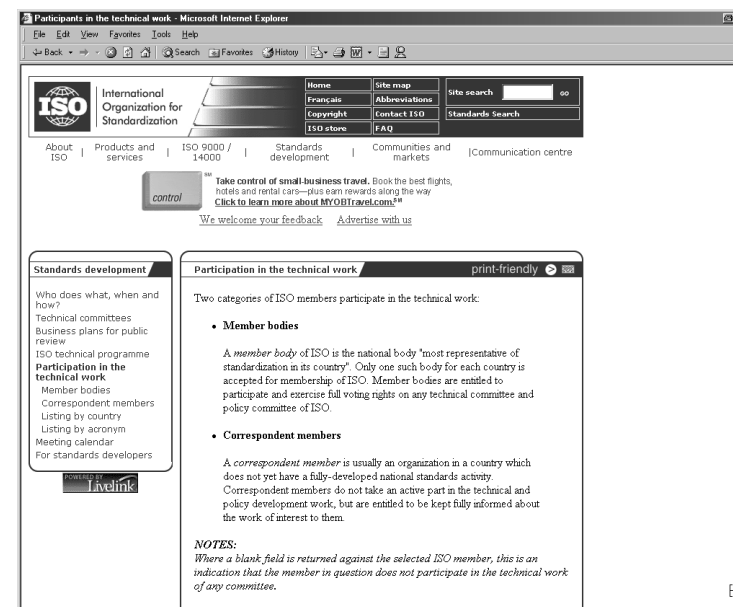 Participants in the technical work - Microsoft Internet Explorer
File Edit View Favorites Tools Help
Back Search Favorites History
ISO
International
Organization for
Standardization
Home Site map
Français Abbreviations
Copyright Contact ISO
ISO store FAQ
Site search GO
Standards Search
About ISO | Products and services | ISO 9000 / 14000 | Standards development | Communities and markets |Communication centre
control
SM Take control of small-business travel. Book the best flights,
hotels and rental cars—plus earn rewards along the way
Click to learn more about MYOBTravel.com.SM
We welcome your feedback Advertise with us
Standards development
Who does what, when and
how?
Technical committees
Business plans for public
review
ISO technical programme
Participation in the
technical work
Member bodies
Correspondent members
Listing by country
Listing by acronym
Meeting calendar
For standards developers
POWERED BY
Livelink
Participation in the technical work print-friendly
Two categories of ISO members participate in the technical work:
• Member bodies
A member body of ISO is the national body "most representative of
standardization in its country". Only one such body for each country is
accepted for membership of ISO. Member bodies are entitled to
participate and exercise full voting rights on any technical committee and
policy committee of ISO.
• Correspondent members
A correspondent member is usually an organization in a country which
does not yet have a fully-developed national standards activity.
Correspondent members do not take an active part in the technical and
policy development work, but are entitled to be kept fully informed about
the work of interest to them.
NOTES:
Where a blank field is returned against the selected ISO member, this is an
indication that the member in question does not participate in the technical work
of any committee.